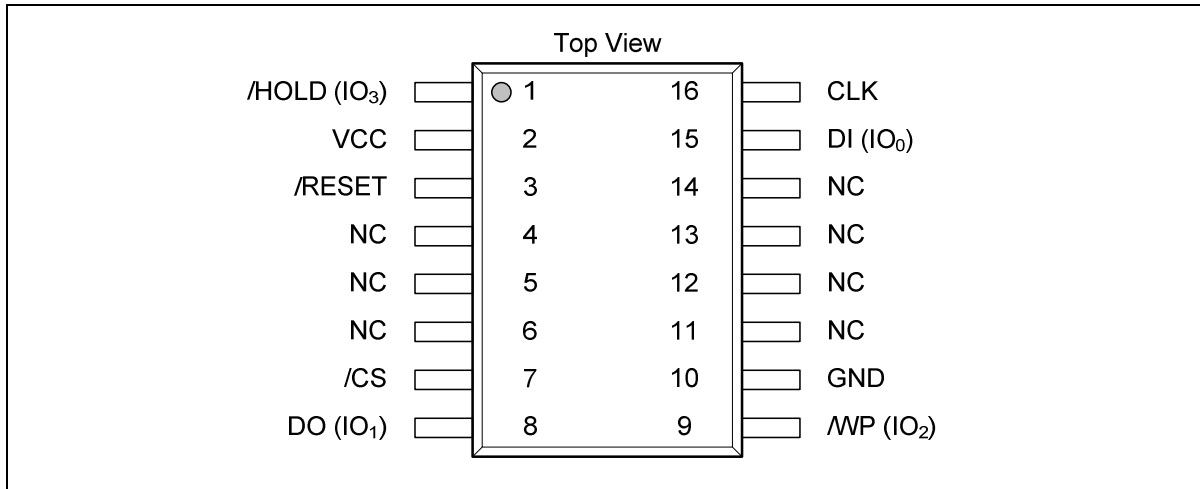 Top View
/HOLD (IO₃) 1 16 CLK
VCC 2 15 DI (IO₀)
/RESET 3 14 NC
NC 4 13 NC
NC 5 12 NC
NC 6 11 NC
/CS 7 10 GND
DO (IO₁) 8 9 /WP (IO₂)